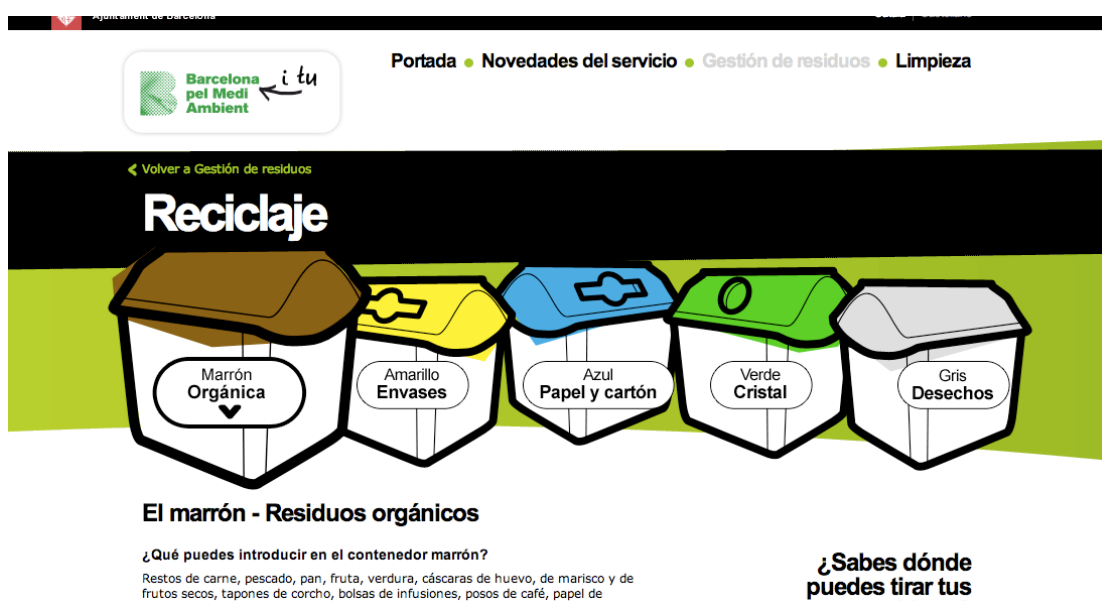 Ajuntament de Barcelona
Català | Castellano
Barcelona
pel Medi
Ambient
i tu
Portada • Novedades del servicio • Gestión de residuos • Limpieza
Volver a Gestión de residuos
Reciclaje
Marrón
Orgánica
Amarillo
Envases
Azul
Papel y cartón
Verde
Cristal
Gris
Desechos
El marrón - Residuos orgánicos
¿Qué puedes introducir en el contenedor marrón?
Restos de carne, pescado, pan, fruta, verdura, cáscaras de huevo, de marisco y de
frutos secos, tapones de corcho, bolsas de infusiones, posos de café, papel de
¿Sabes dónde
puedes tirar tus